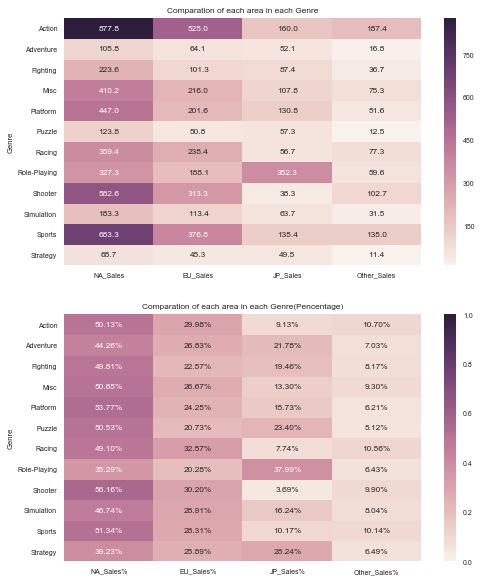 Comparation of each area in each Genre
Action 877.8 525.0 160.0 187.4
Adventure 105.8 64.1 52.1 16.8
Fighting 223.6 101.3 87.4 36.7
Misc 410.2 216.0 107.8 75.3
Platform 447.0 201.6 130.8 51.6
Puzzle 123.8 50.8 57.3 12.5
Racing 359.4 238.4 56.7 77.3
Role-Playing 327.3 188.1 352.3 59.6
Shooter 582.6 313.3 38.3 102.7
Simulation 183.3 113.4 63.7 31.5
Sports 683.3 376.8 135.4 135.0
Strategy 68.7 45.3 49.5 11.4
NA_Sales EU_Sales JP_Sales Other_Sales
Genre
750
600
450
300
150
Comparation of each area in each Genre(Pencentage)
Action 50.13% 29.98% 9.13% 10.70%
Adventure 44.26% 26.83% 21.78% 7.03%
Fighting 49.81% 22.57% 19.46% 8.17%
Misc 50.65% 26.67% 13.30% 9.30%
Platform 53.77% 24.25% 15.73% 6.21%
Puzzle 50.53% 20.73% 23.40% 5.12%
Racing 49.10% 32.57% 7.74% 10.56%
Role-Playing 35.29% 20.28% 37.99% 6.43%
Shooter 56.16% 30.20% 3.69% 9.90%
Simulation 46.74% 28.91% 16.24% 8.04%
Sports 51.34% 28.31% 10.17% 10.14%
Strategy 39.23% 25.89% 28.24% 6.49%
NA_Sales% EU_Sales% JP_Sales% Other_Sales%
Genre
1.0
0.8
0.6
0.4
0.2
0.0